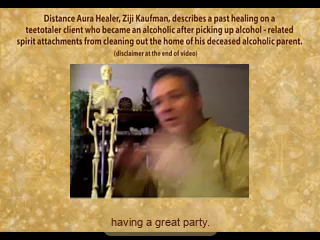 Distance Aura Healer, Ziji Kaufman, describes a past healing on a
teetotaler client who became an alcoholic after picking up alcohol - related
spirit attachments from cleaning out the home of his deceased alcoholic parent.
(disclaimer at the end of video)
having a great party.